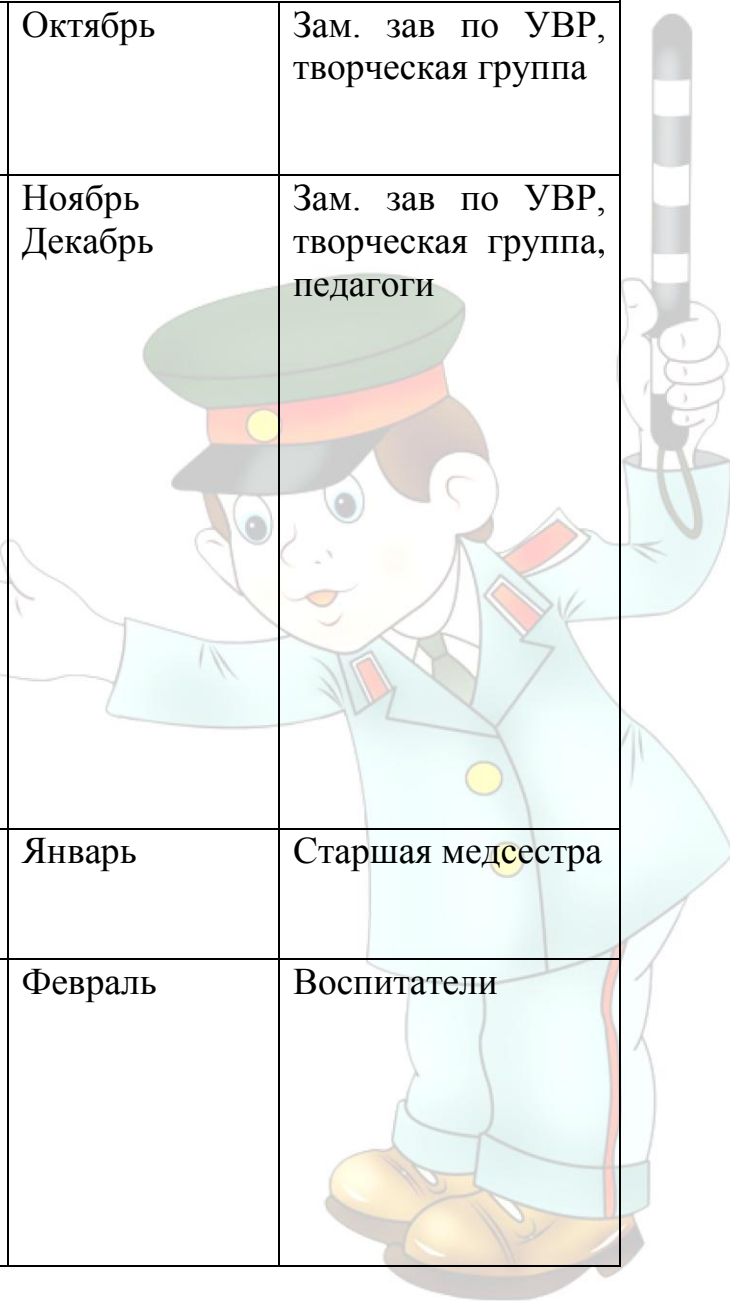 Октябрь
Зам. зав по УВР,
творческая группа
Ноябрь
Декабрь
Зам. зав по УВР,
творческая группа,
педагоги
Январь
Старшая медсестра
Февраль
Воспитатели